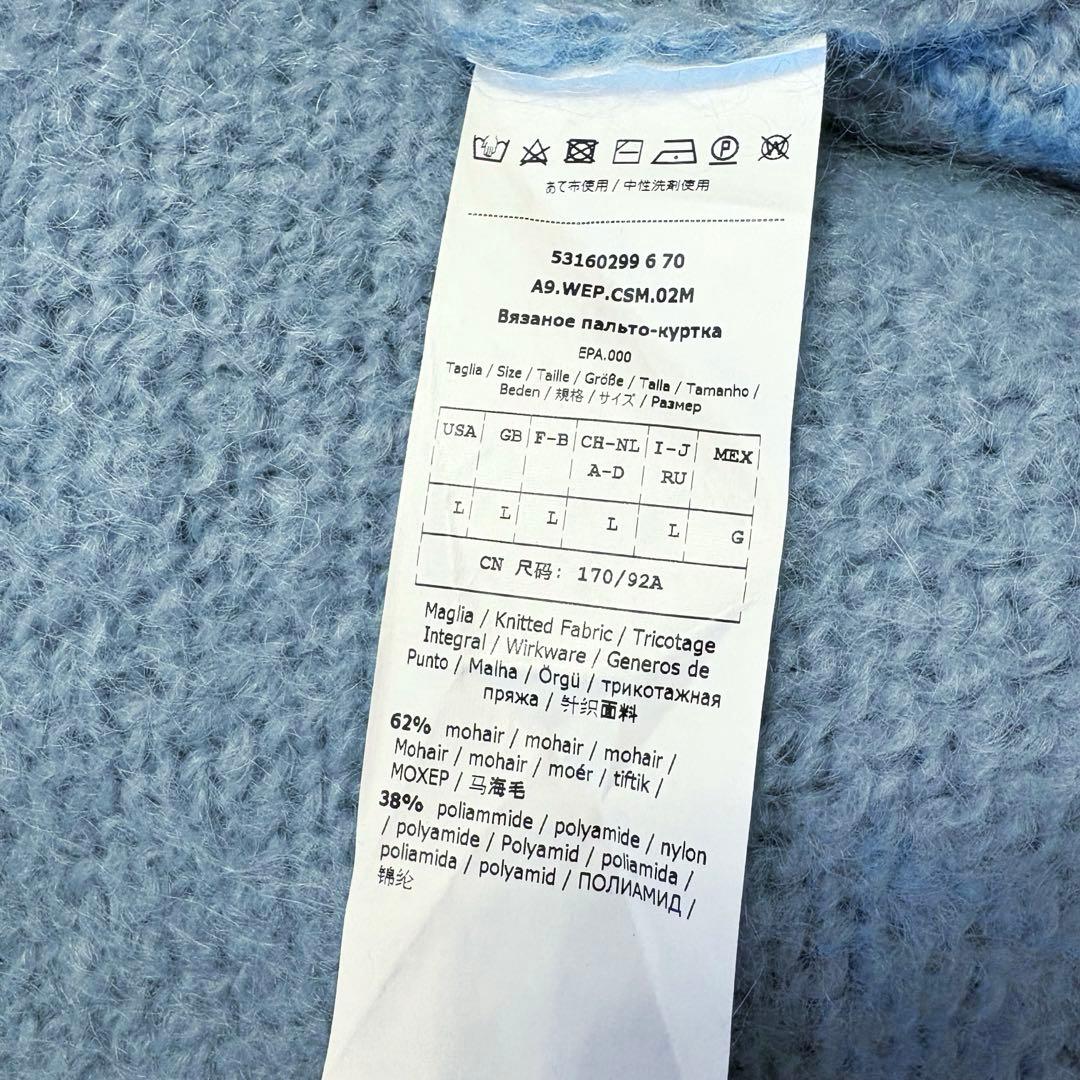 P W
あて布使用 / 中性洗剤使用
53160299 6 70
A9.WEP.CSM.02M
Вязаное пальто-куртка
EPA.000
Taglia / Size / Taille / Größe / Talla / Tamanho /
Beden / 規格 / サイズ / Размер
USA GB F-B CH-NL I-J MEX
A-D RU
L L L L L G
CN 尺码: 170/92A
Maglia / Knitted Fabric / Tricotage
Integral / Wirkware / Generos de
Punto / Malha / Örgü / трикотажная
пряжа / 针织面料
62% mohair / mohair / mohair /
Mohair / mohair / moér / tiftik /
МОХЕР / 马海毛
38% poliammide / polyamide / nylon
/ polyamide / Polyamid / poliamida /
poliamida / polyamid / ПОЛИАМИД /
锦纶